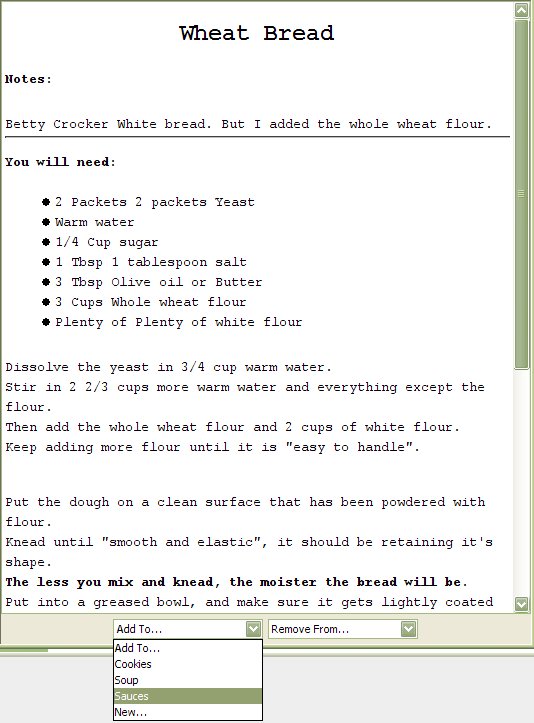 Wheat Bread
Notes:
Betty Crocker White bread. But I added the whole wheat flour.
You will need:
2 Packets 2 packets Yeast
Warm water
1/4 Cup sugar
1 Tbsp 1 tablespoon salt
3 Tbsp Olive oil or Butter
3 Cups Whole wheat flour
Plenty of Plenty of white flour
Dissolve the yeast in 3/4 cup warm water.
Stir in 2 2/3 cups more warm water and everything except the
flour.
Then add the whole wheat flour and 2 cups of white flour.
Keep adding more flour until it is "easy to handle".
Put the dough on a clean surface that has been powdered with
flour.
Knead until "smooth and elastic", it should be retaining it's
shape.
The less you mix and knead, the moister the bread will be.
Put into a greased bowl, and make sure it gets lightly coated
Add To... Remove From...
Add To...
Cookies
Soup
Sauces
New...